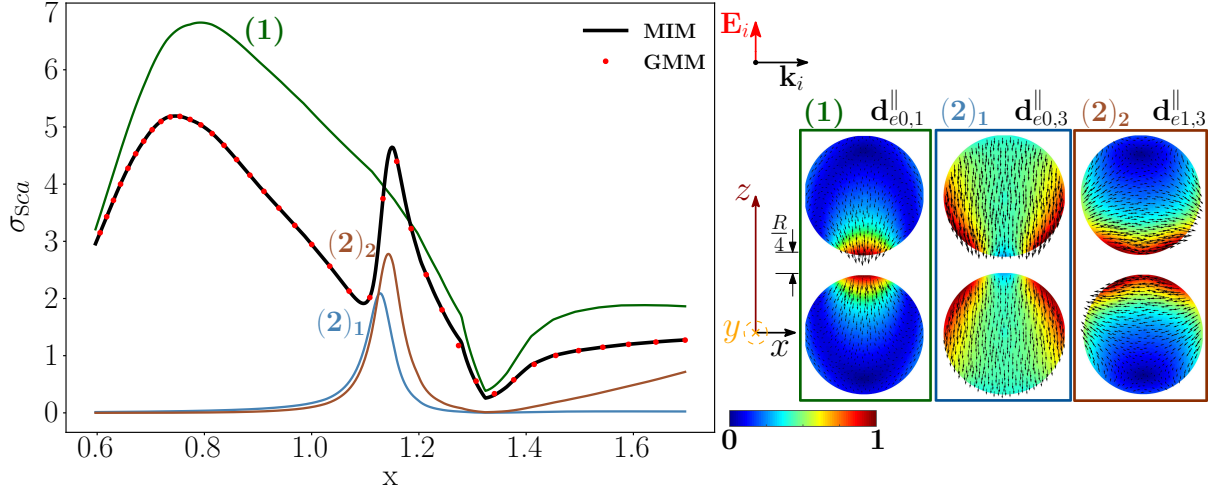 7
6
5
4
3
2
1
0
σSca
0.6 0.8 1.0 1.2 1.4 1.6
x
(1)
(2)₂
(2)₁
MIM
GMM
E_i
k_i
(1) d^∥_{e0,1}
(2)₁ d^∥_{e0,3}
(2)₂ d^∥_{e1,3}
z
R
4
y
x
0 1